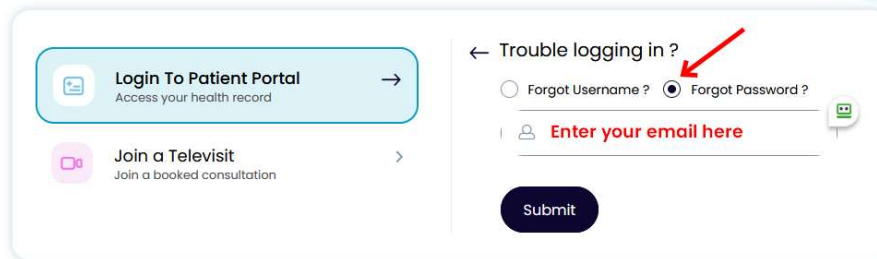 Login To Patient Portal
Access your health record
Join a Televisit
Join a booked consultation
Trouble logging in ?
Forgot Username ? Forgot Password ?
Enter your email here
Submit